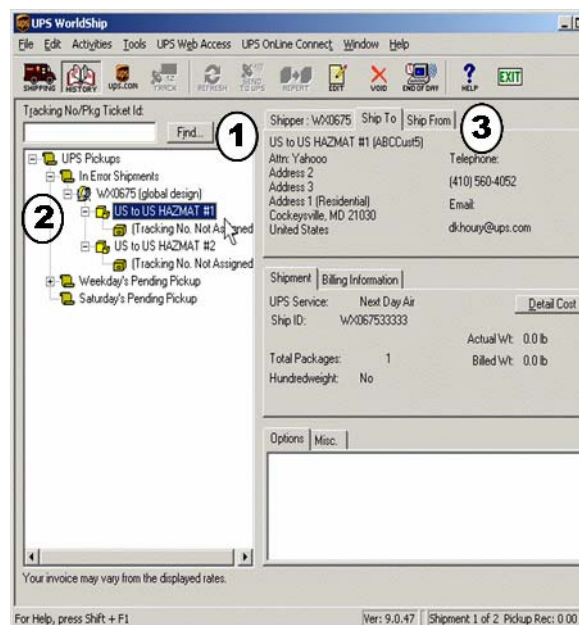 UPS WorldShip
File Edit Activities Tools UPS Web Access UPS OnLine Connect Window Help
SHIPPING HISTORY ups.com TRACK REFRESH SEND TO UPS REPEAT EDIT VOID END OF DAY HELP EXIT
Tracking No/Pkg Ticket Id:
Find...
1
UPS Pickups
In Error Shipments
WX0675 (global design)
2
US to US HAZMAT #1
(Tracking No. Not Assigned
US to US HAZMAT #2
(Tracking No. Not Assigned
Weekday's Pending Pickup
Saturday's Pending Pickup
Your invoice may vary from the displayed rates.
Shipper : WX0675 Ship To Ship From
3
US to US HAZMAT #1 (ABCCust5)
Attn: Yahooo
Address 2
Address 3
Address 1 (Residential)
Cockeysville, MD 21030
United States
Telephone:
(410) 560-4052
Email:
dkhoury@ups.com
Shipment Billing Information
UPS Service: Next Day Air
Detail Cost
Ship ID: WX067533333
Actual Wt: 0.0 lb
Total Packages: 1 Billed Wt: 0.0 lb
Hundredweight: No
Options Misc.
For Help, press Shift + F1
Ver: 9.0.47 Shipment 1 of 2 Pickup Rec: 0 00